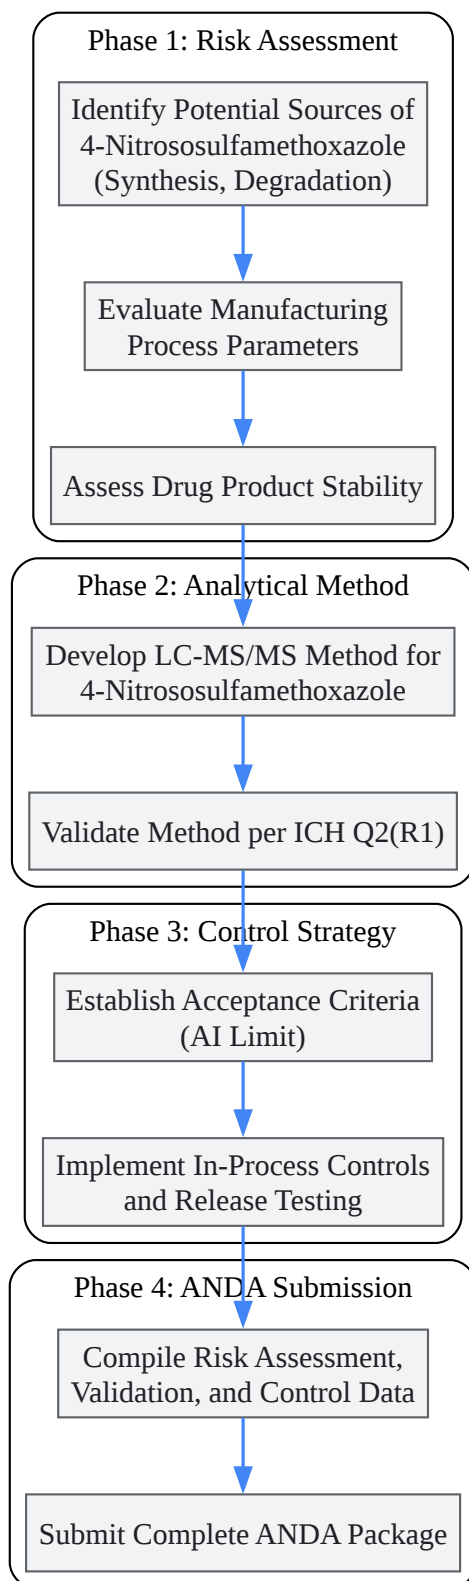 Phase 1: Risk Assessment
Identify Potential Sources of
4-Nitrososulfamethoxazole
(Synthesis, Degradation)
Evaluate Manufacturing
Process Parameters
Assess Drug Product Stability
Phase 2: Analytical Method
Develop LC-MS/MS Method for
4-Nitrososulfamethoxazole
Validate Method per ICH Q2(R1)
Phase 3: Control Strategy
Establish Acceptance Criteria
(AI Limit)
Implement In-Process Controls
and Release Testing
Phase 4: ANDA Submission
Compile Risk Assessment,
Validation, and Control Data
Submit Complete ANDA Package